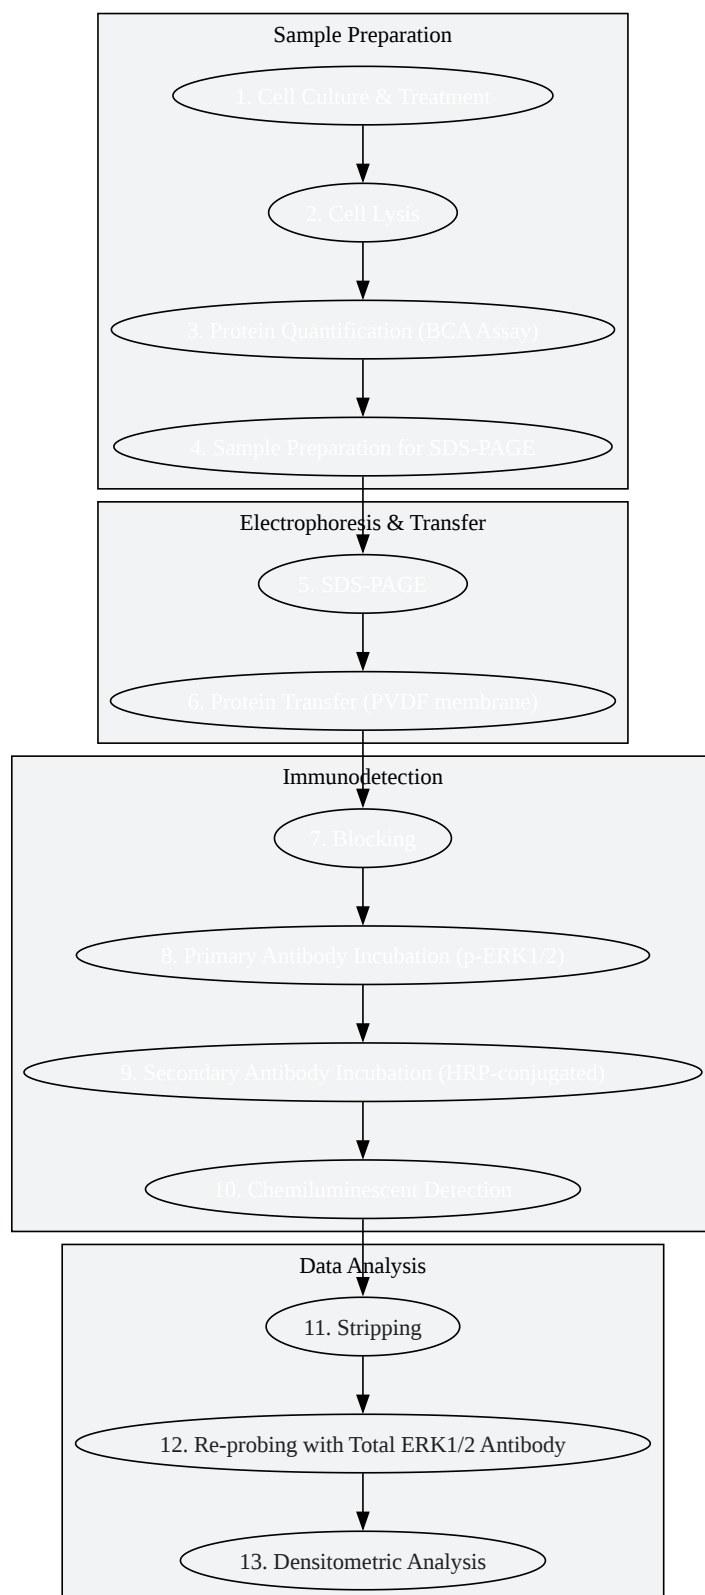 Sample Preparation
1. Cell Culture & Treatment
2. Cell Lysis
3. Protein Quantification (BCA Assay)
4. Sample Preparation for SDS-PAGE
Electrophoresis & Transfer
5. SDS-PAGE
6. Protein Transfer (PVDF membrane)
Immunodetection
7. Blocking
8. Primary Antibody Incubation (p-ERK1/2)
9. Secondary Antibody Incubation (HRP-conjugated)
10. Chemiluminescent Detection
Data Analysis
11. Stripping
12. Re-probing with Total ERK1/2 Antibody
13. Densitometric Analysis